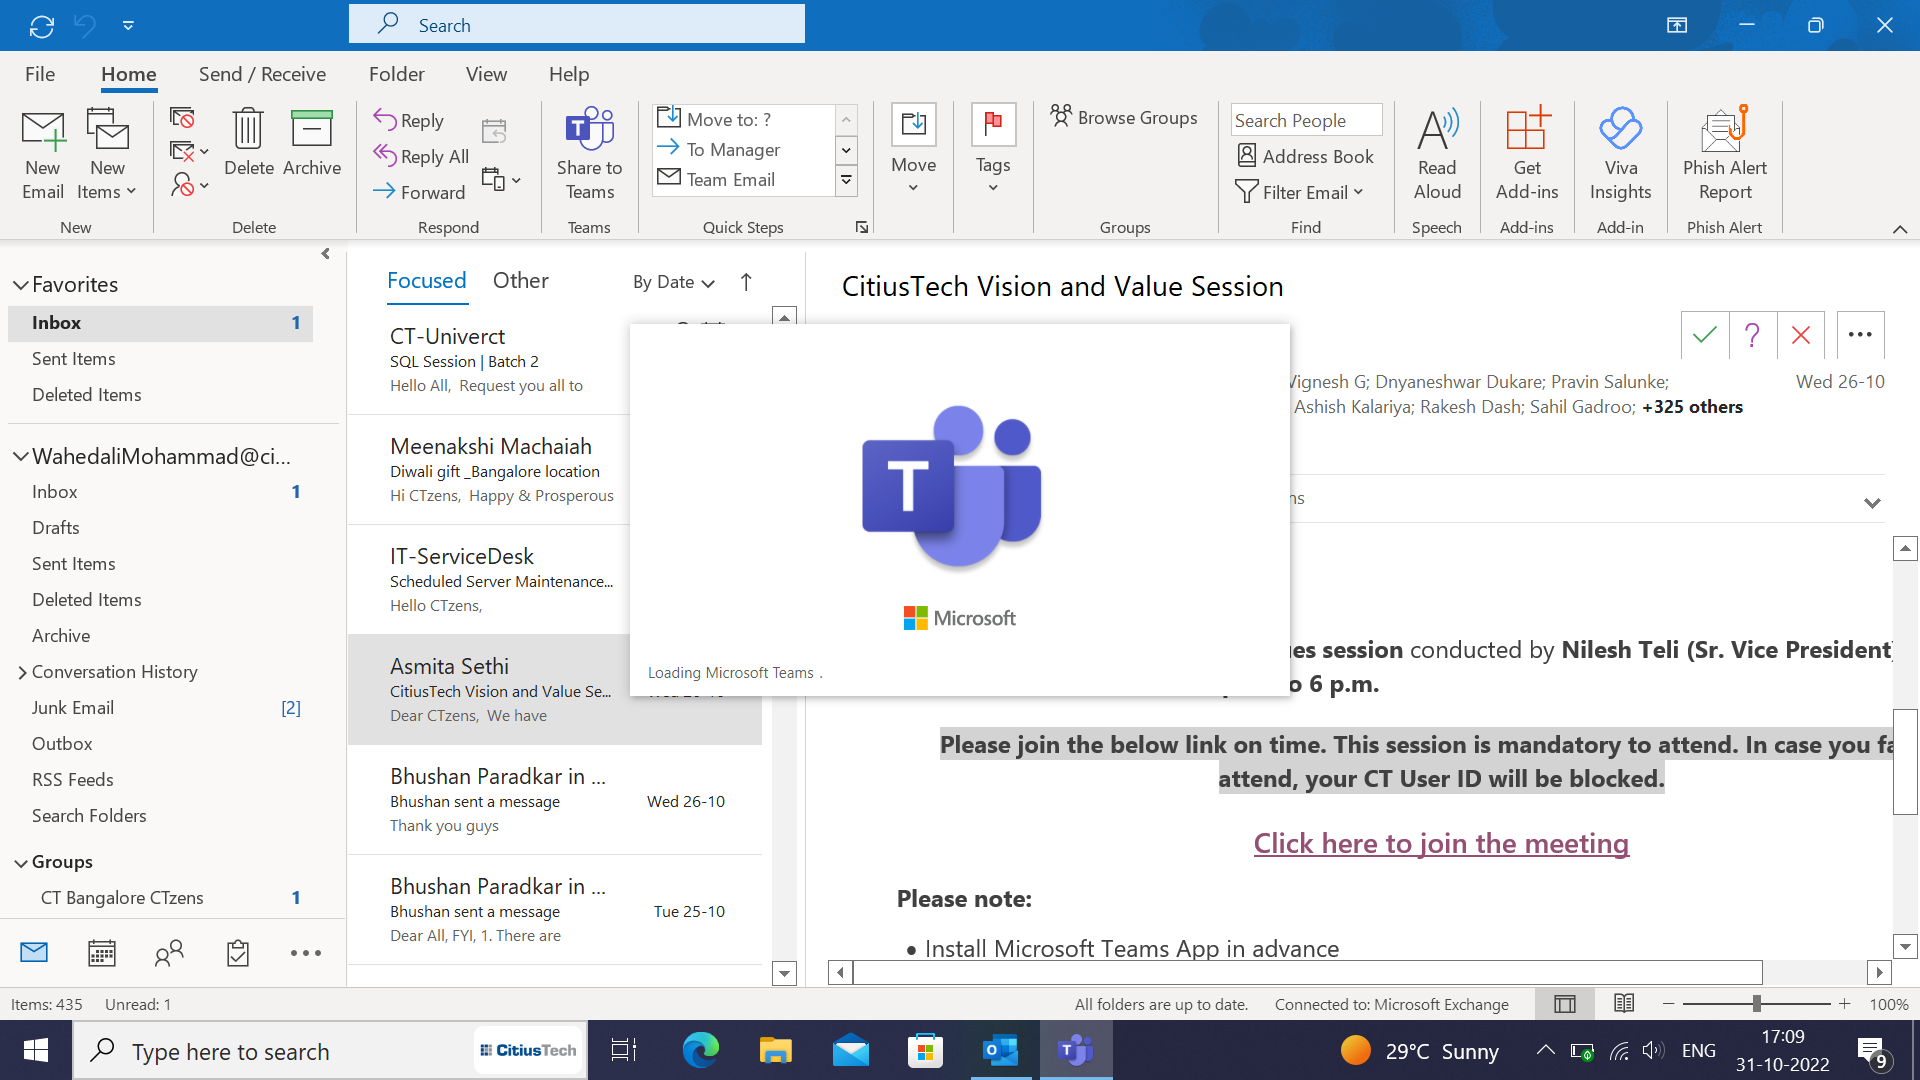 Search
File Home Send / Receive Folder View Help
New Email
New Items
New
Delete
Archive
Delete
Reply
Reply All
Forward
Respond
Share to Teams
Teams
Move to: ?
To Manager
Team Email
Quick Steps
Move
Tags
Browse Groups
Groups
Search People
Address Book
Filter Email
Find
Read Aloud
Speech
Get Add-ins
Add-ins
Viva Insights
Add-in
Phish Alert Report
Phish Alert
Favorites
Inbox 1
Sent Items
Deleted Items
WahedaliMohammad@ci...
Inbox 1
Drafts
Sent Items
Deleted Items
Archive
Conversation History
Junk Email [2]
Outbox
RSS Feeds
Search Folders
Groups
CT Bangalore CTzens 1
Focused Other By Date
CT-Univerct
SQL Session | Batch 2
Hello All, Request you all to
Meenakshi Machaiah
Diwali gift _Bangalore location
Hi CTzens, Happy & Prosperous
IT-ServiceDesk
Scheduled Server Maintenance...
Hello CTzens,
Asmita Sethi
CitiusTech Vision and Value Se...
Dear CTzens, We have
Bhushan Paradkar in ...
Bhushan sent a message Wed 26-10
Thank you guys
Bhushan Paradkar in ...
Bhushan sent a message Tue 25-10
Dear All, FYI, 1. There are
CitiusTech Vision and Value Session
Vignesh G; Dnyaneshwar Dukare; Pravin Salunke; Wed 26-10
Ashish Kalariya; Rakesh Dash; Sahil Gadroo; +325 others
T
Microsoft
Loading Microsoft Teams .
ues session conducted by Nilesh Teli (Sr. Vice President)
o 6 p.m.
Please join the below link on time. This session is mandatory to attend. In case you fa
attend, your CT User ID will be blocked.
Click here to join the meeting
Please note:
• Install Microsoft Teams App in advance
Items: 435 Unread: 1 All folders are up to date. Connected to: Microsoft Exchange 100%
Type here to search CitiusTech 29°C Sunny ENG 17:09
31-10-2022 9